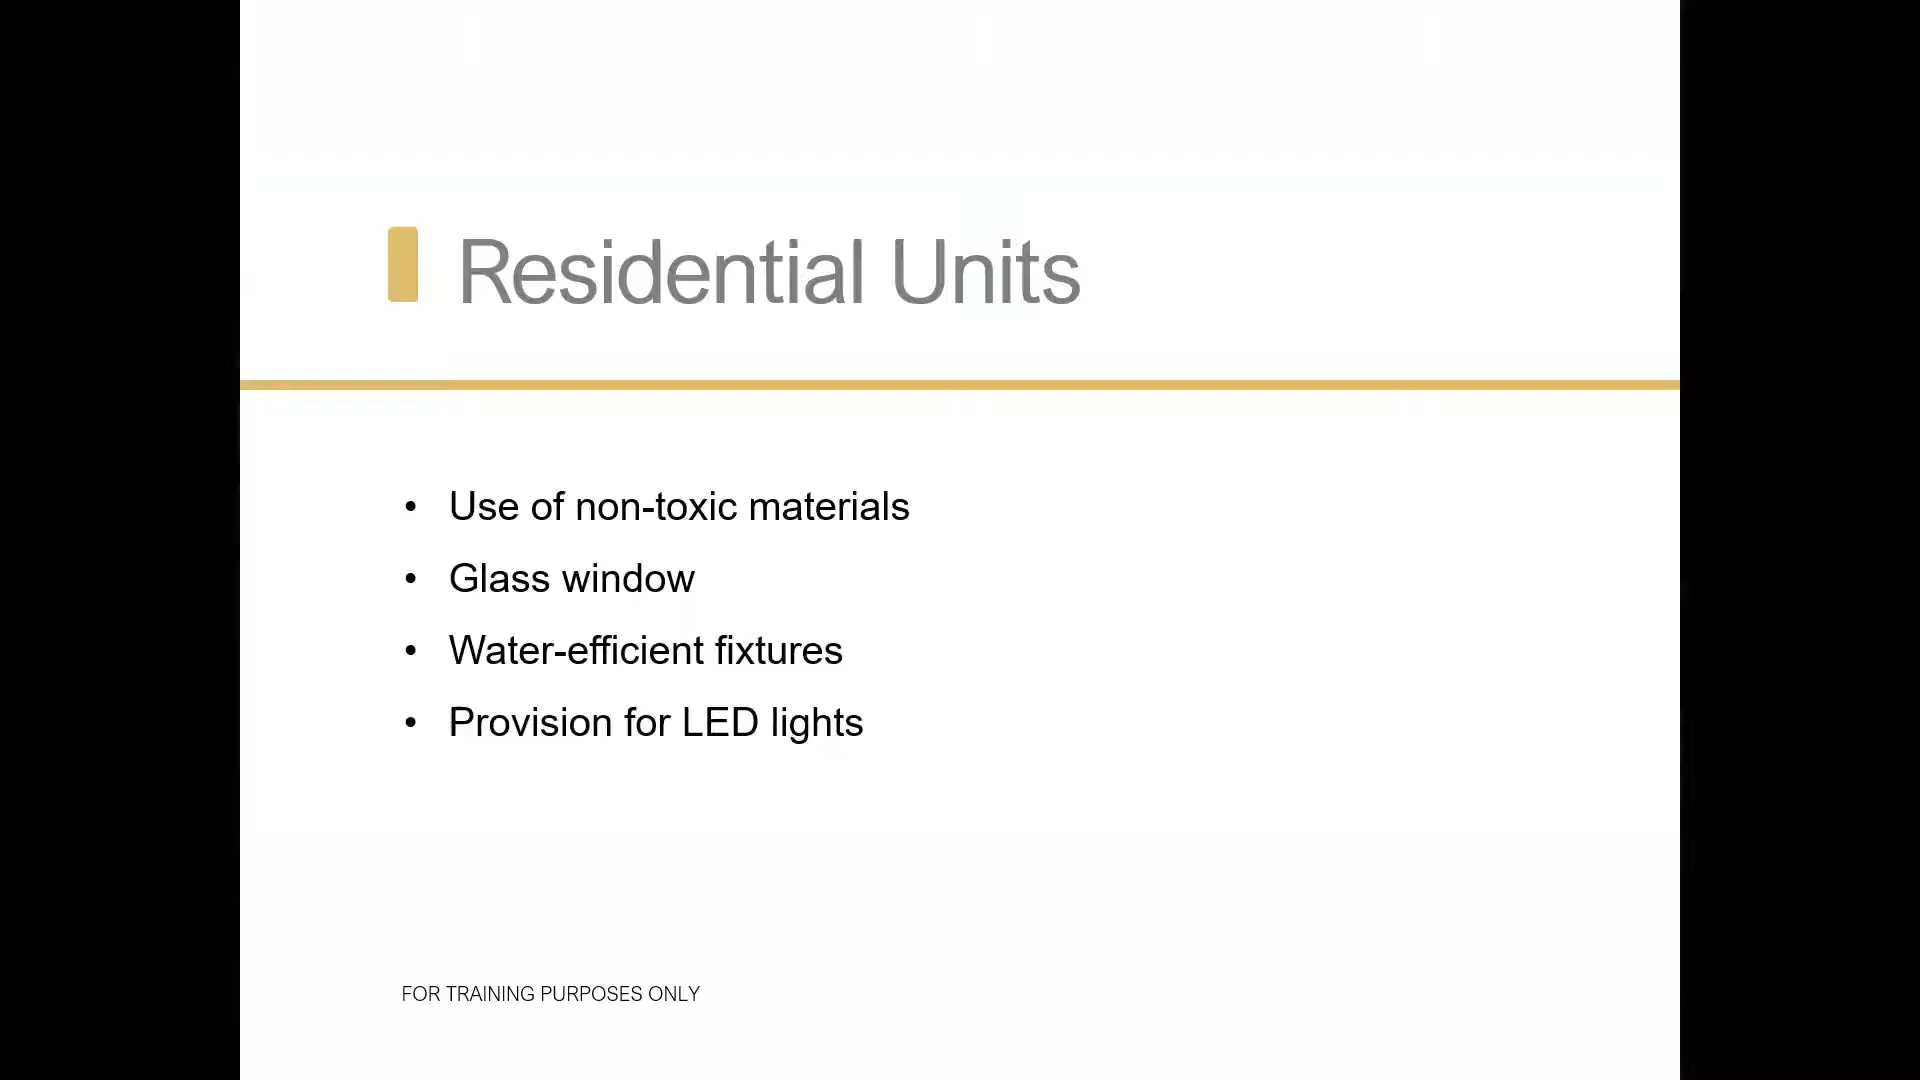 Residential Units
• Use of non-toxic materials
• Glass window
• Water-efficient fixtures
• Provision for LED lights
FOR TRAINING PURPOSES ONLY